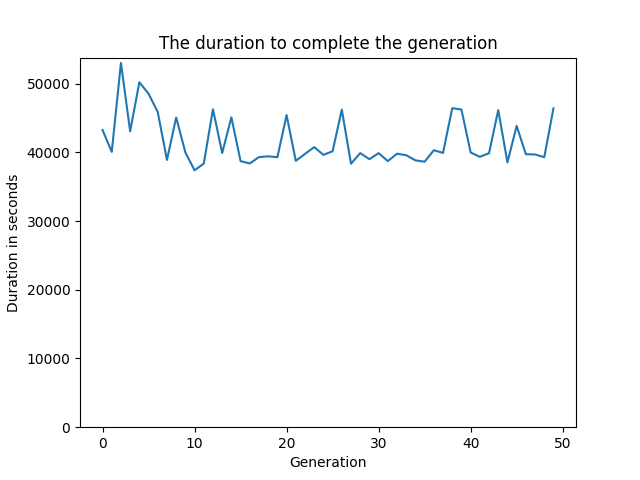 The duration to complete the generation
50000
40000
30000
20000
10000
0
Duration in seconds
0 10 20 30 40 50
Generation